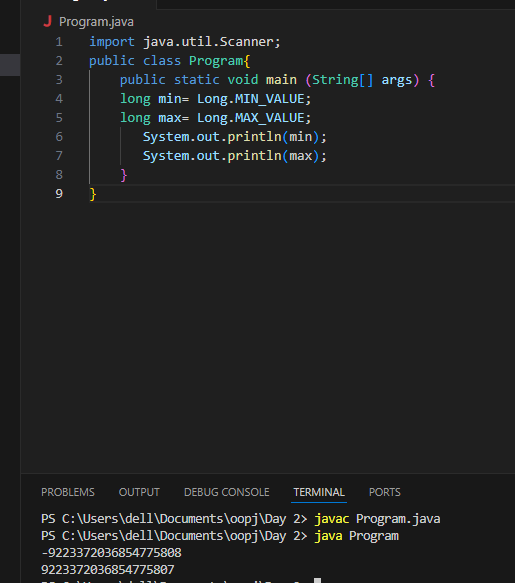 J Program.java
1 import java.util.Scanner;
2 public class Program{
3 public static void main (String[] args) {
4 long min= Long.MIN_VALUE;
5 long max= Long.MAX_VALUE;
6 System.out.println(min);
7 System.out.println(max);
8 }
9 }
PROBLEMS OUTPUT DEBUG CONSOLE TERMINAL PORTS
PS C:\Users\dell\Documents\oopj\Day 2> javac Program.java
PS C:\Users\dell\Documents\oopj\Day 2> java Program
-9223372036854775808
9223372036854775807